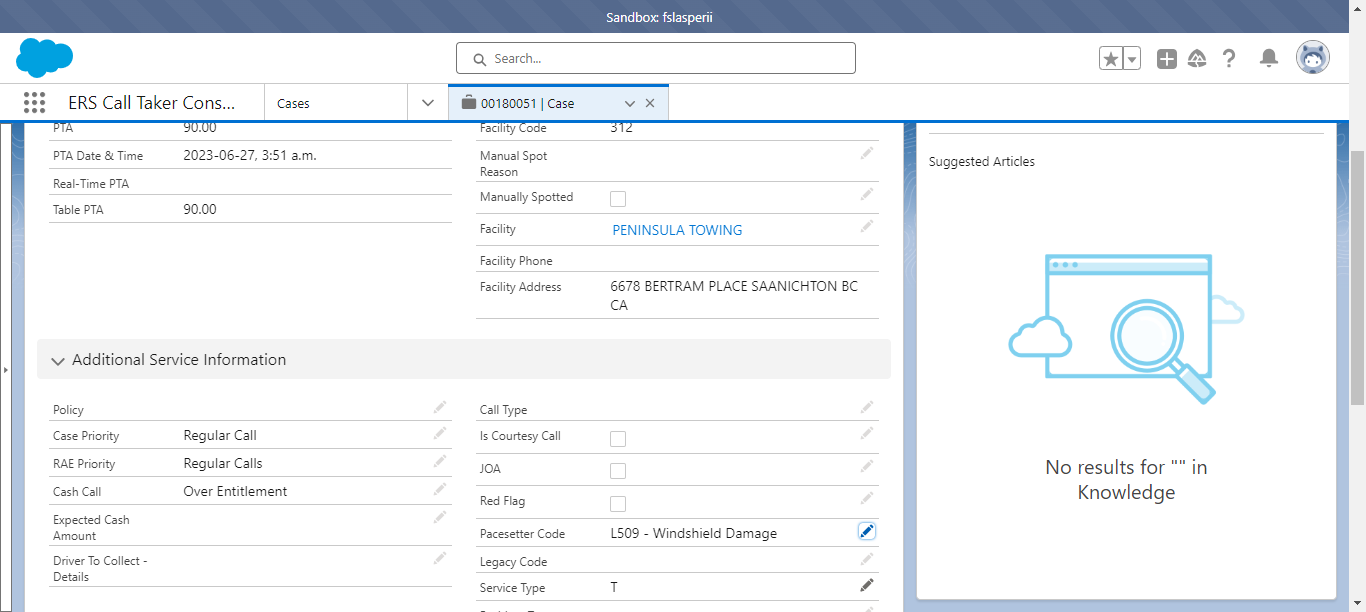 Sandbox: fslasperii
Search...
ERS Call Taker Cons...
Cases
00180051 | Case
PTA
90.00
PTA Date & Time
2023-06-27, 3:51 a.m.
Real-Time PTA
Table PTA
90.00
Facility Code
312
Manual Spot
Reason
Manually Spotted
Facility
PENINSULA TOWING
Facility Phone
Facility Address
6678 BERTRAM PLACE SAANICHTON BC
CA
Additional Service Information
Policy
Case Priority
Regular Call
RAE Priority
Regular Calls
Cash Call
Over Entitlement
Expected Cash
Amount
Driver To Collect -
Details
Call Type
Is Courtesy Call
JOA
Red Flag
Pacesetter Code
L509 - Windshield Damage
Legacy Code
Service Type
T
Suggested Articles
No results for "" in
Knowledge